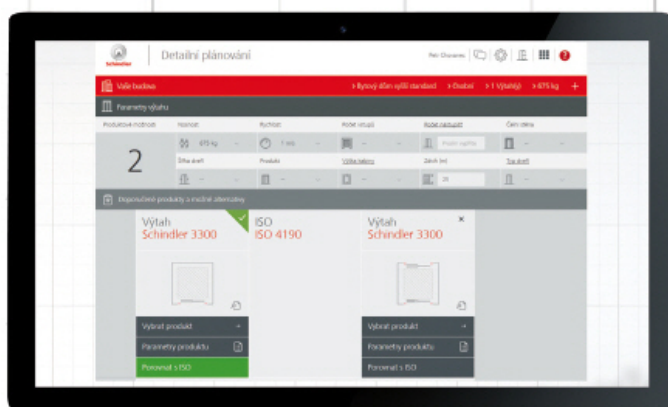 Schindler
Detailní plánování
Petr Chvojanec
Vaše budova
> Bytový dům vyšší standard > Osobní > 1 Výtah(y) > 675 kg +
Parametry výtahu
Produktové možnosti Nosnost Rychlost Počet vstupů Počet nástupišť Čelní stěna
2
675 kg
1 m/s
Šířka dveří Produkt Výška kabiny Zdvih [m] Typ dveří
20
Doporučené produkty a možné alternativy
Výtah
Schindler 3300
ISO
ISO 4190
Výtah
Schindler 3300
Vybrat produkt
Vybrat produkt
Parametry produktu
Parametry produktu
Porovnat s ISO
Porovnat s ISO